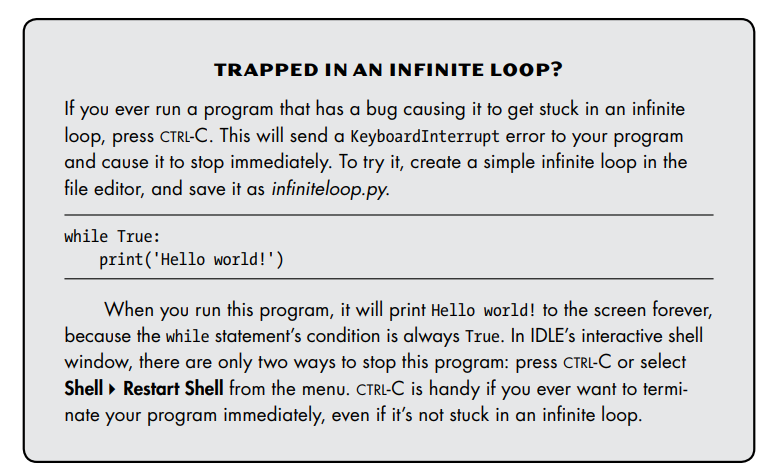 TRAPPED IN AN INFINITE LOOP?
If you ever run a program that has a bug causing it to get stuck in an infinite
loop, press CTRL-C. This will send a KeyboardInterrupt error to your program
and cause it to stop immediately. To try it, create a simple infinite loop in the
file editor, and save it as infiniteloop.py.
while True:
    print('Hello world!')
When you run this program, it will print Hello world! to the screen forever,
because the while statement’s condition is always True. In IDLE’s interactive shell
window, there are only two ways to stop this program: press CTRL-C or select
Shell ▸ Restart Shell from the menu. CTRL-C is handy if you ever want to termi-
nate your program immediately, even if it’s not stuck in an infinite loop.